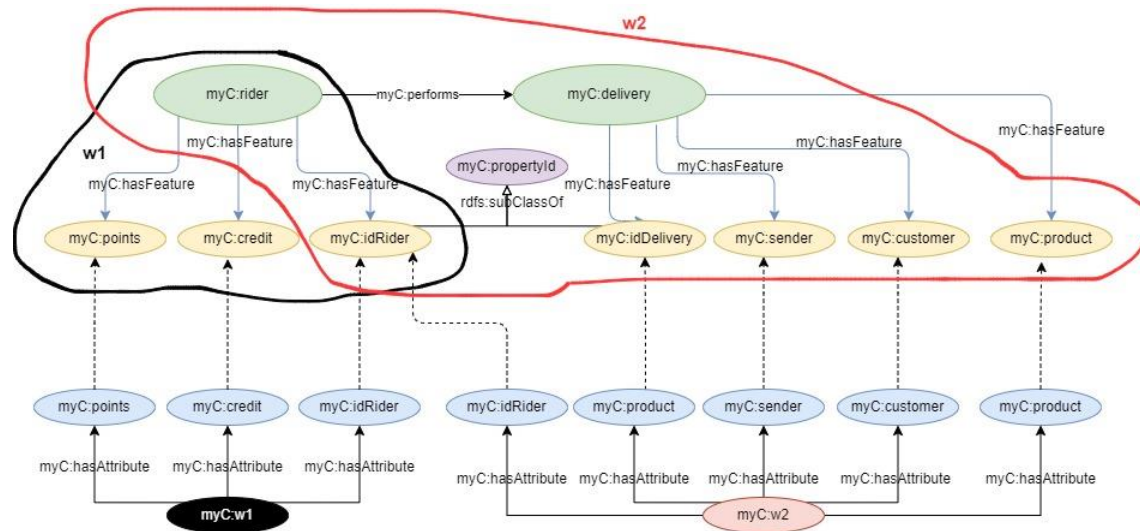 w2
myC:rider
myC:performs
myC:delivery
w1
myC:hasFeature
myC:hasFeature
myC:hasFeature
myC:propertyId
rdfs:subClassOf
myC:hasFeature
myC:hasFeature
myC:hasFeature
myC:hasFeature
myC:points
myC:credit
myC:idRider
myC:idDelivery
myC:sender
myC:customer
myC:product
myC:points
myC:credit
myC:idRider
myC:idRider
myC:product
myC:sender
myC:customer
myC:product
myC:hasAttribute
myC:hasAttribute
myC:hasAttribute
myC:hasAttribute
myC:hasAttribute
myC:hasAttribute
myC:hasAttribute
myC:hasAttribute
myC:w1
myC:w2